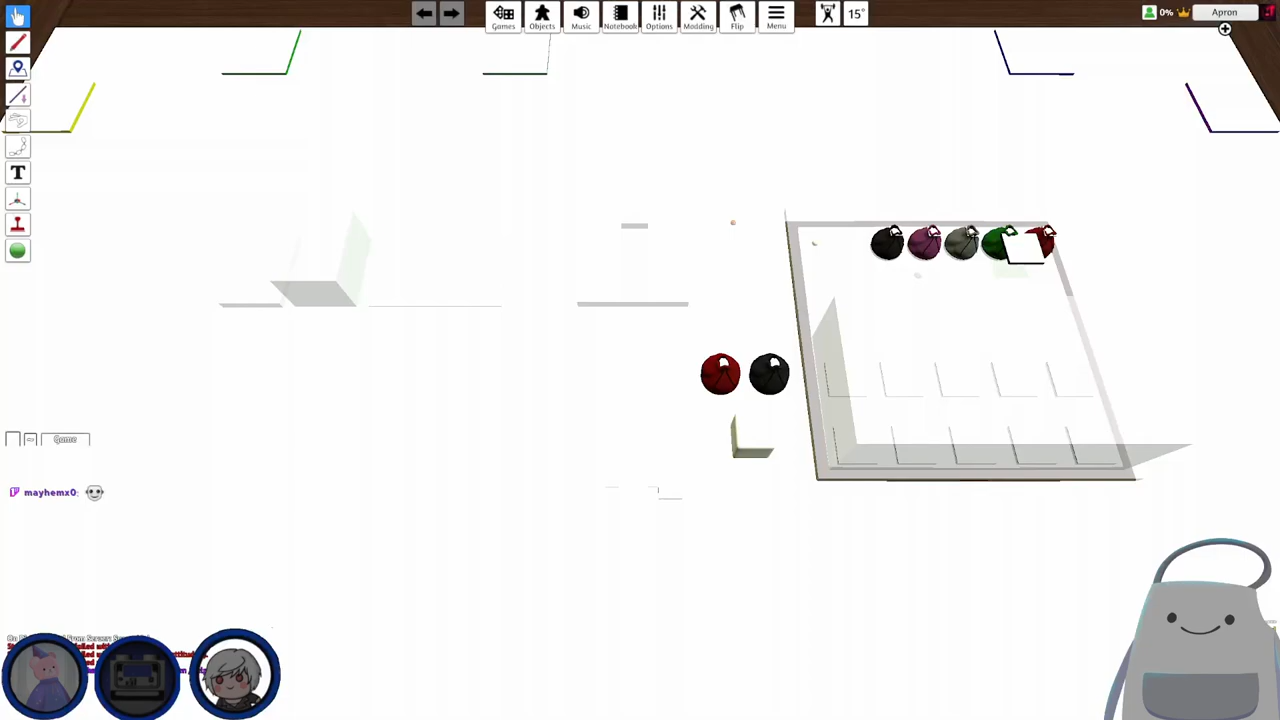 Games Objects Music Notebook Options Modding Flip Menu 15°
0% Apron
T
Game
mayhemx0: